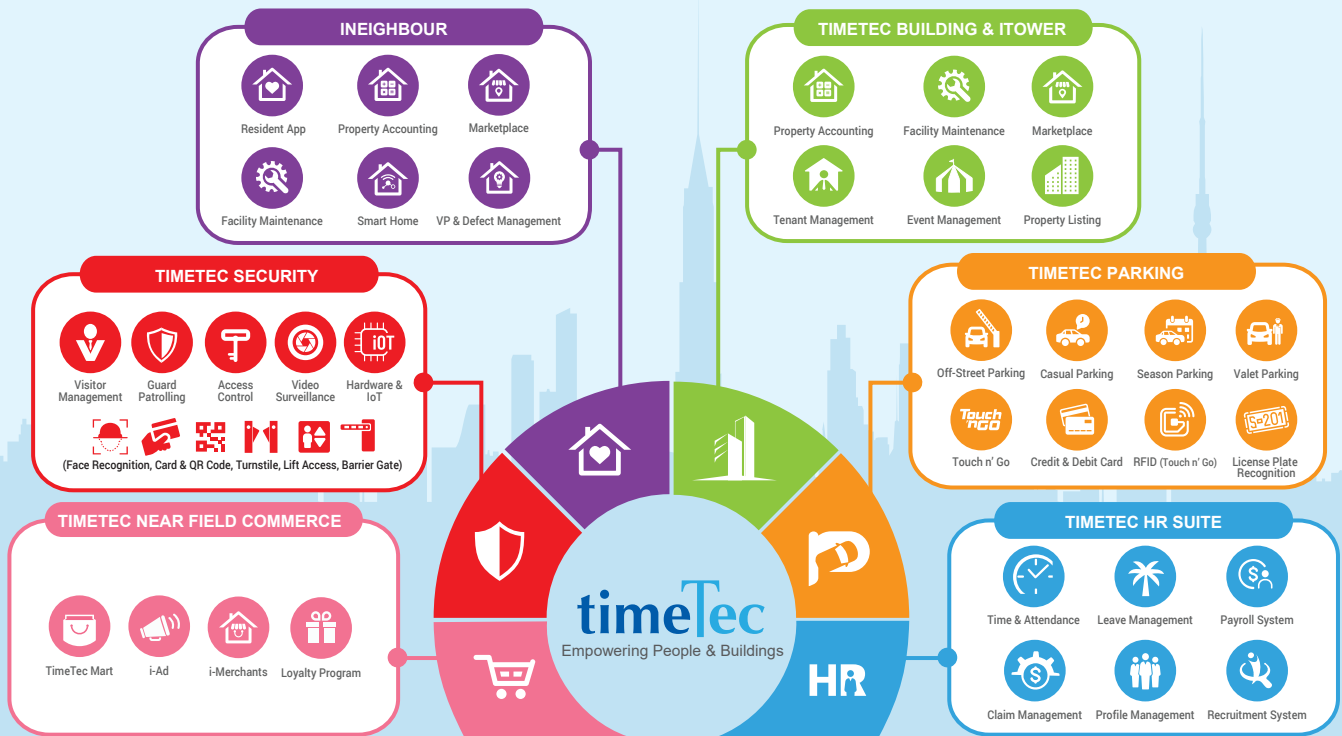 INEIGHBOUR
Resident App
Property Accounting
Marketplace
Facility Maintenance
Smart Home
VP & Defect Management
TIMETEC BUILDING & ITOWER
Property Accounting
Facility Maintenance
Marketplace
Tenant Management
Event Management
Property Listing
TIMETEC SECURITY
iOT
Visitor
Management
Guard
Patrolling
Access
Control
Video
Surveillance
Hardware &
IoT
(Face Recognition, Card & QR Code, Turnstile, Lift Access, Barrier Gate)
TIMETEC PARKING
Off-Street Parking
Casual Parking
Season Parking
Valet Parking
Touch
'nGO
S-201
Touch n' Go
Credit & Debit Card
RFID (Touch n' Go)
License Plate
Recognition
TIMETEC NEAR FIELD COMMERCE
TimeTec Mart
i-Ad
i-Merchants
Loyalty Program
timeTec
Empowering People & Buildings
HR
TIMETEC HR SUITE
Time & Attendance
Leave Management
Payroll System
Claim Management
Profile Management
Recruitment System